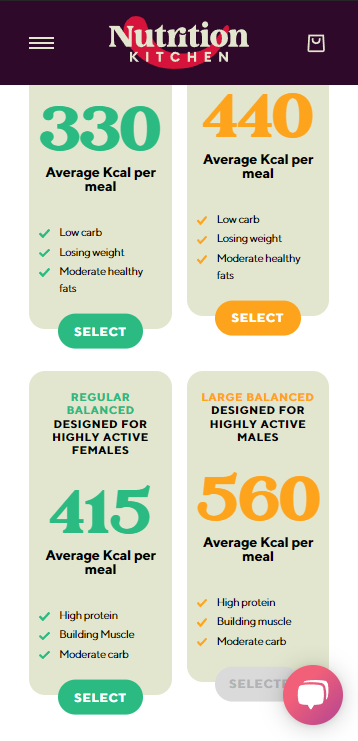 Nutrition
KITCHEN
330
Average Kcal per
meal
Low carb
Losing weight
Moderate healthy
fats
SELECT
440
Average Kcal per
meal
Low carb
Losing weight
Moderate healthy
fats
SELECT
REGULAR
BALANCED
DESIGNED FOR
HIGHLY ACTIVE
FEMALES
415
Average Kcal per
meal
High protein
Building Muscle
Moderate carb
SELECT
LARGE BALANCED
DESIGNED FOR
HIGHLY ACTIVE
MALES
560
Average Kcal per
meal
High protein
Building muscle
Moderate carb